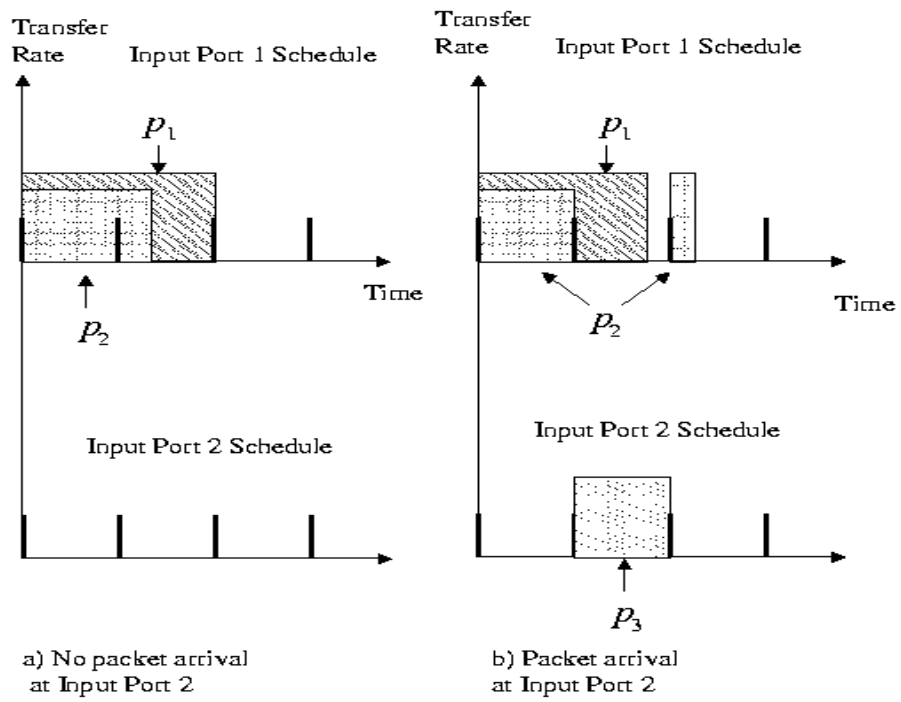 Transfer
Rate
Input Port 1 Schedule
p1
Time
p2
Input Port 2 Schedule
a) No packet arrival
at Input Port 2
Transfer
Rate
Input Port 1 Schedule
p1
Time
p2
Input Port 2 Schedule
p3
b) Packet arrival
at Input Port 2